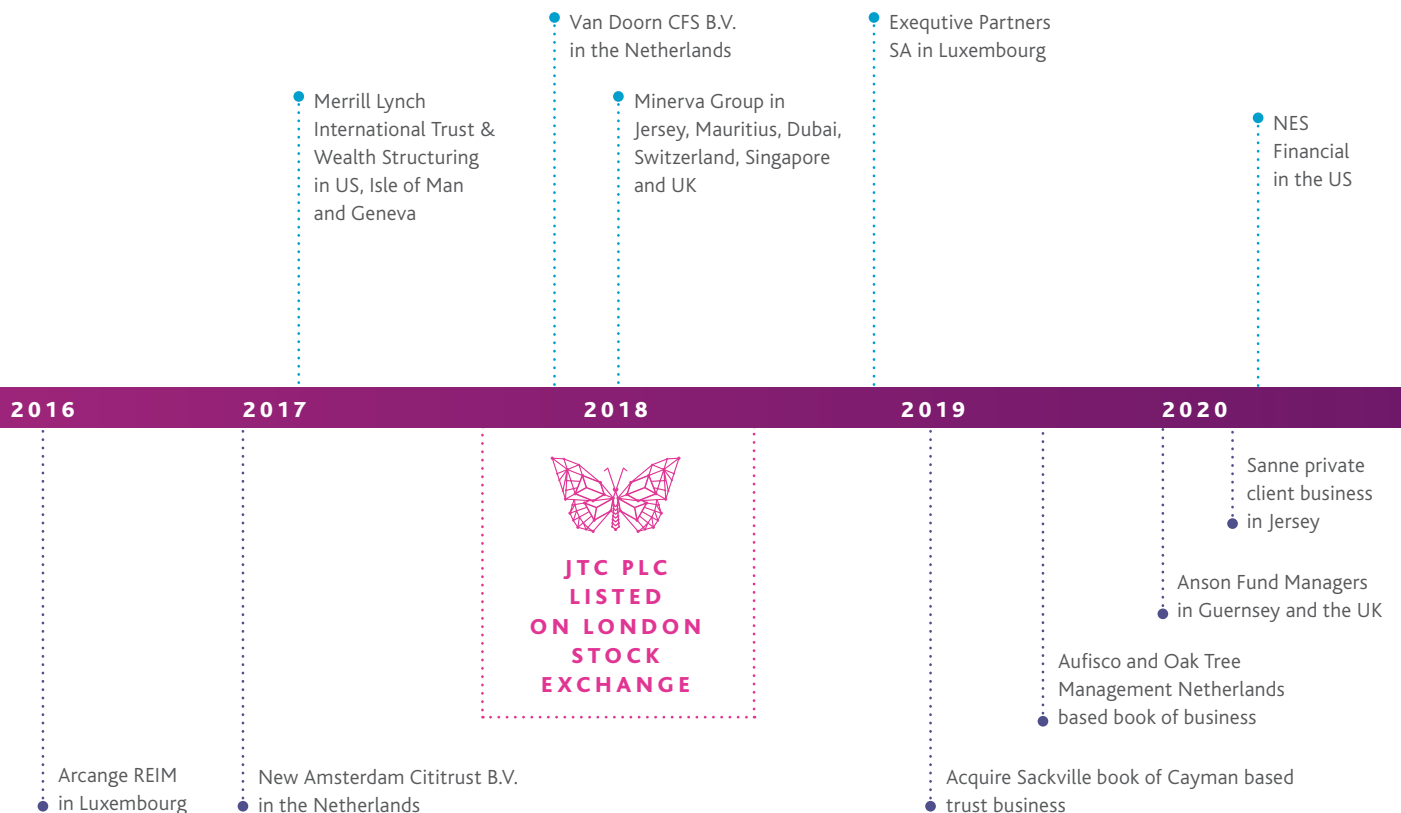 Van Doorn CFS B.V.
in the Netherlands
Exequtive Partners
SA in Luxembourg
Merrill Lynch
International Trust &
Wealth Structuring
in US, Isle of Man
and Geneva
Minerva Group in
Jersey, Mauritius, Dubai,
Switzerland, Singapore
and UK
NES
Financial
in the US
2016
2017
2018
2019
2020
JTC PLC
LISTED
ON LONDON
STOCK
EXCHANGE
Sanne private
client business
in Jersey
Anson Fund Managers
in Guernsey and the UK
Aufisco and Oak Tree
Management Netherlands
based book of business
Arcange REIM
in Luxembourg
New Amsterdam Cititrust B.V.
in the Netherlands
Acquire Sackville book of Cayman based
trust business